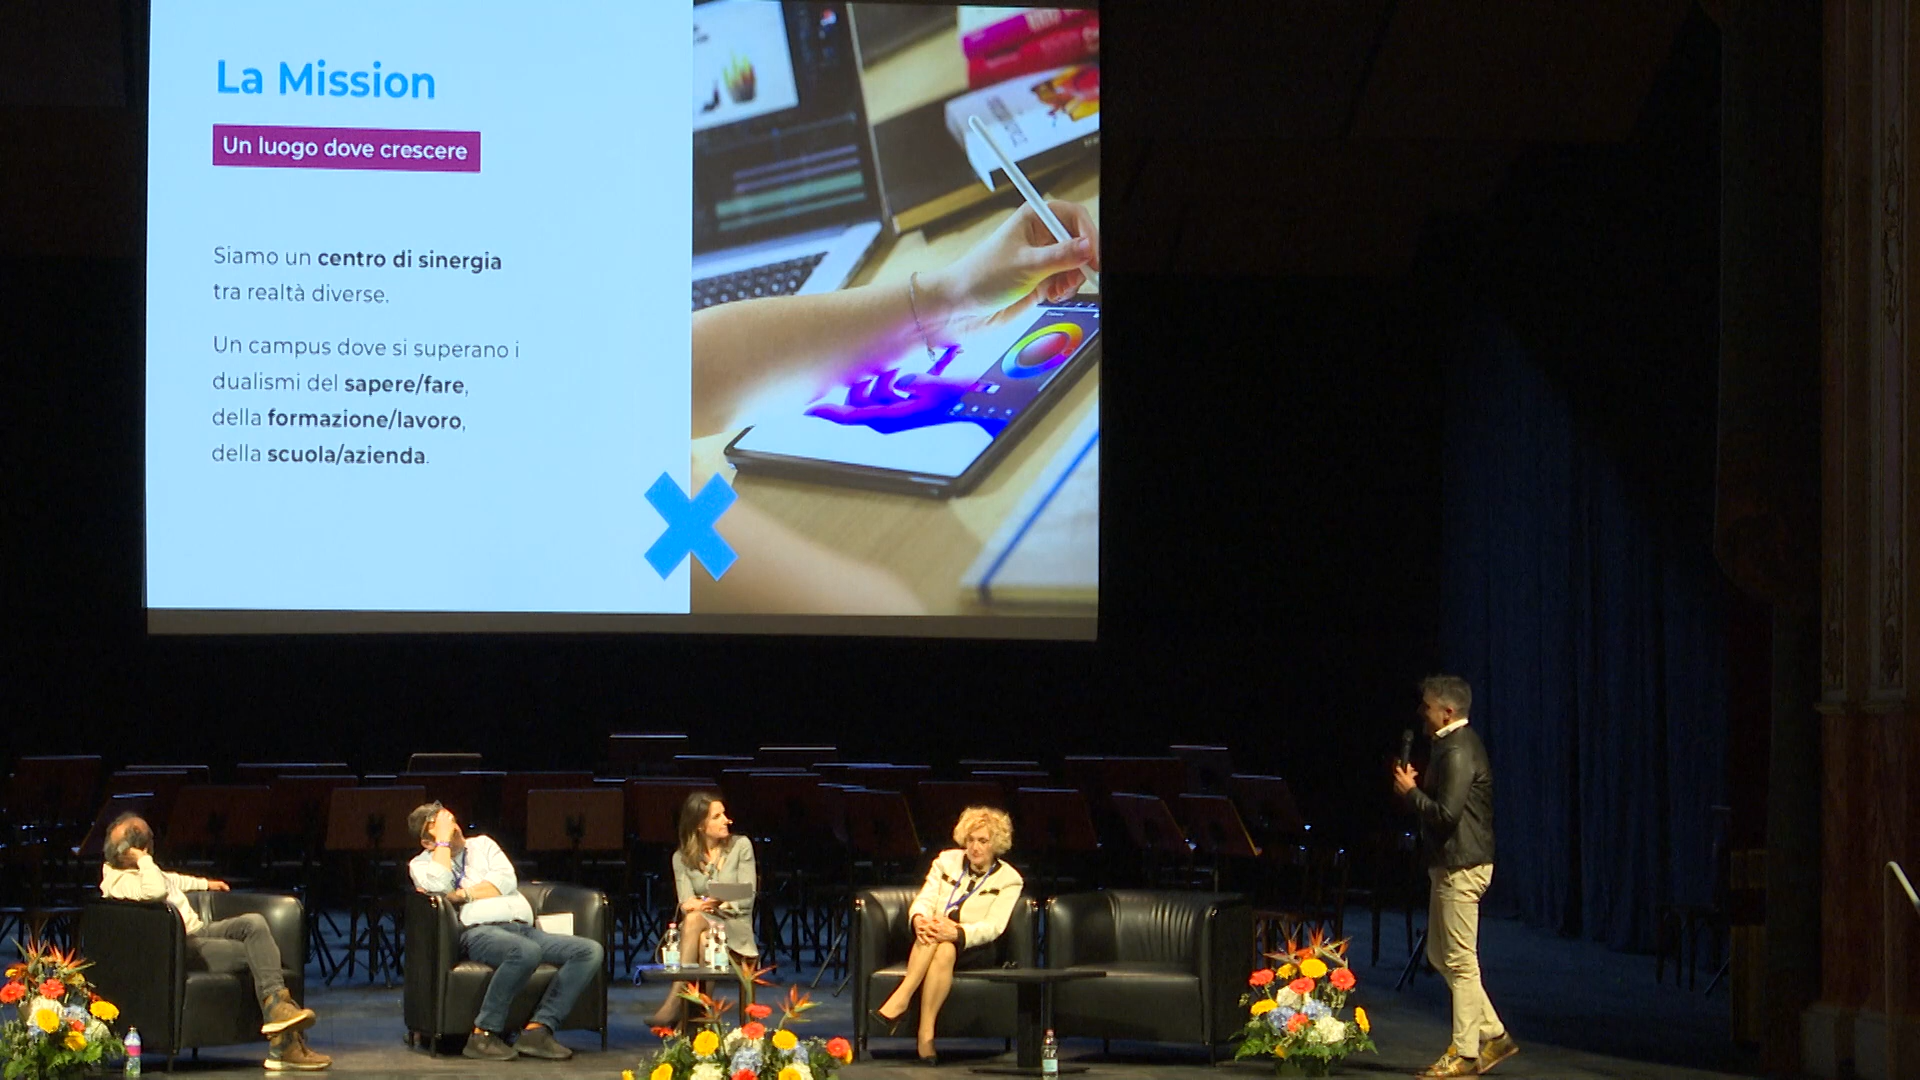 La Mission
Un luogo dove crescere
Siamo un centro di sinergia
tra realtà diverse.
Un campus dove si superano i
dualismi del sapere/fare,
della formazione/lavoro,
della scuola/azienda.